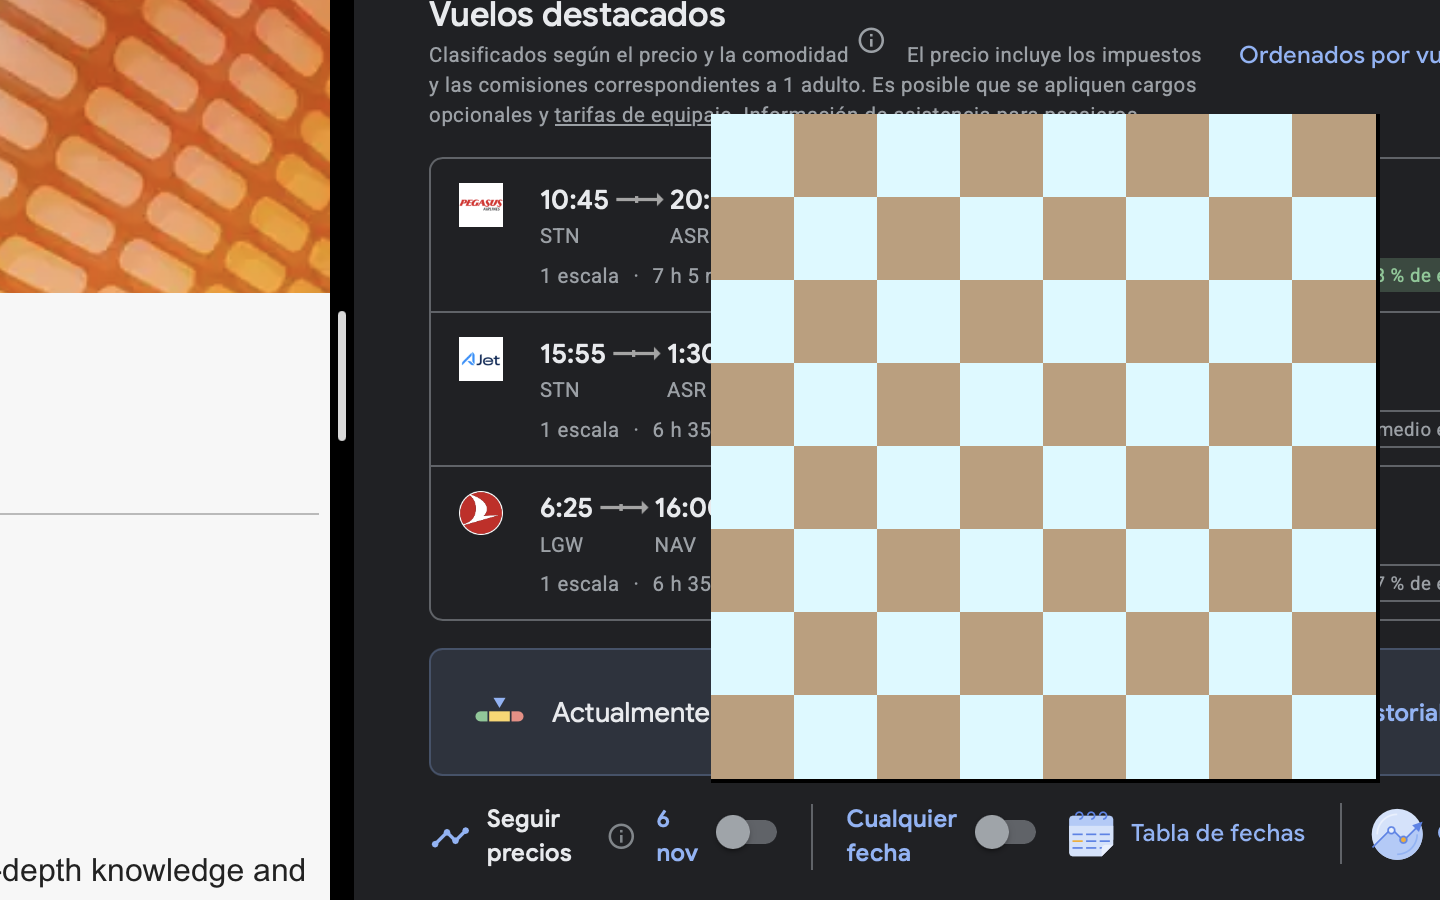 Vuelos destacados
Clasificados según el precio y la comodidad El precio incluye los impuestos
y las comisiones correspondientes a 1 adulto. Es posible que se apliquen cargos
opcionales y tarifas de equipaje. Información de asistencia para pasajeros.
Ordenados por vu
PEGASUS
10:45 20:
STN ASR
1 escala · 7 h 5 m
% de e
AJet
15:55 1:30
STN ASR
1 escala · 6 h 35
medio e
6:25 16:00
LGW NAV
1 escala · 6 h 35
7 % de e
Actualmente
storial
Seguir
precios
6
nov
Cualquier
fecha
Tabla de fechas
-depth knowledge and